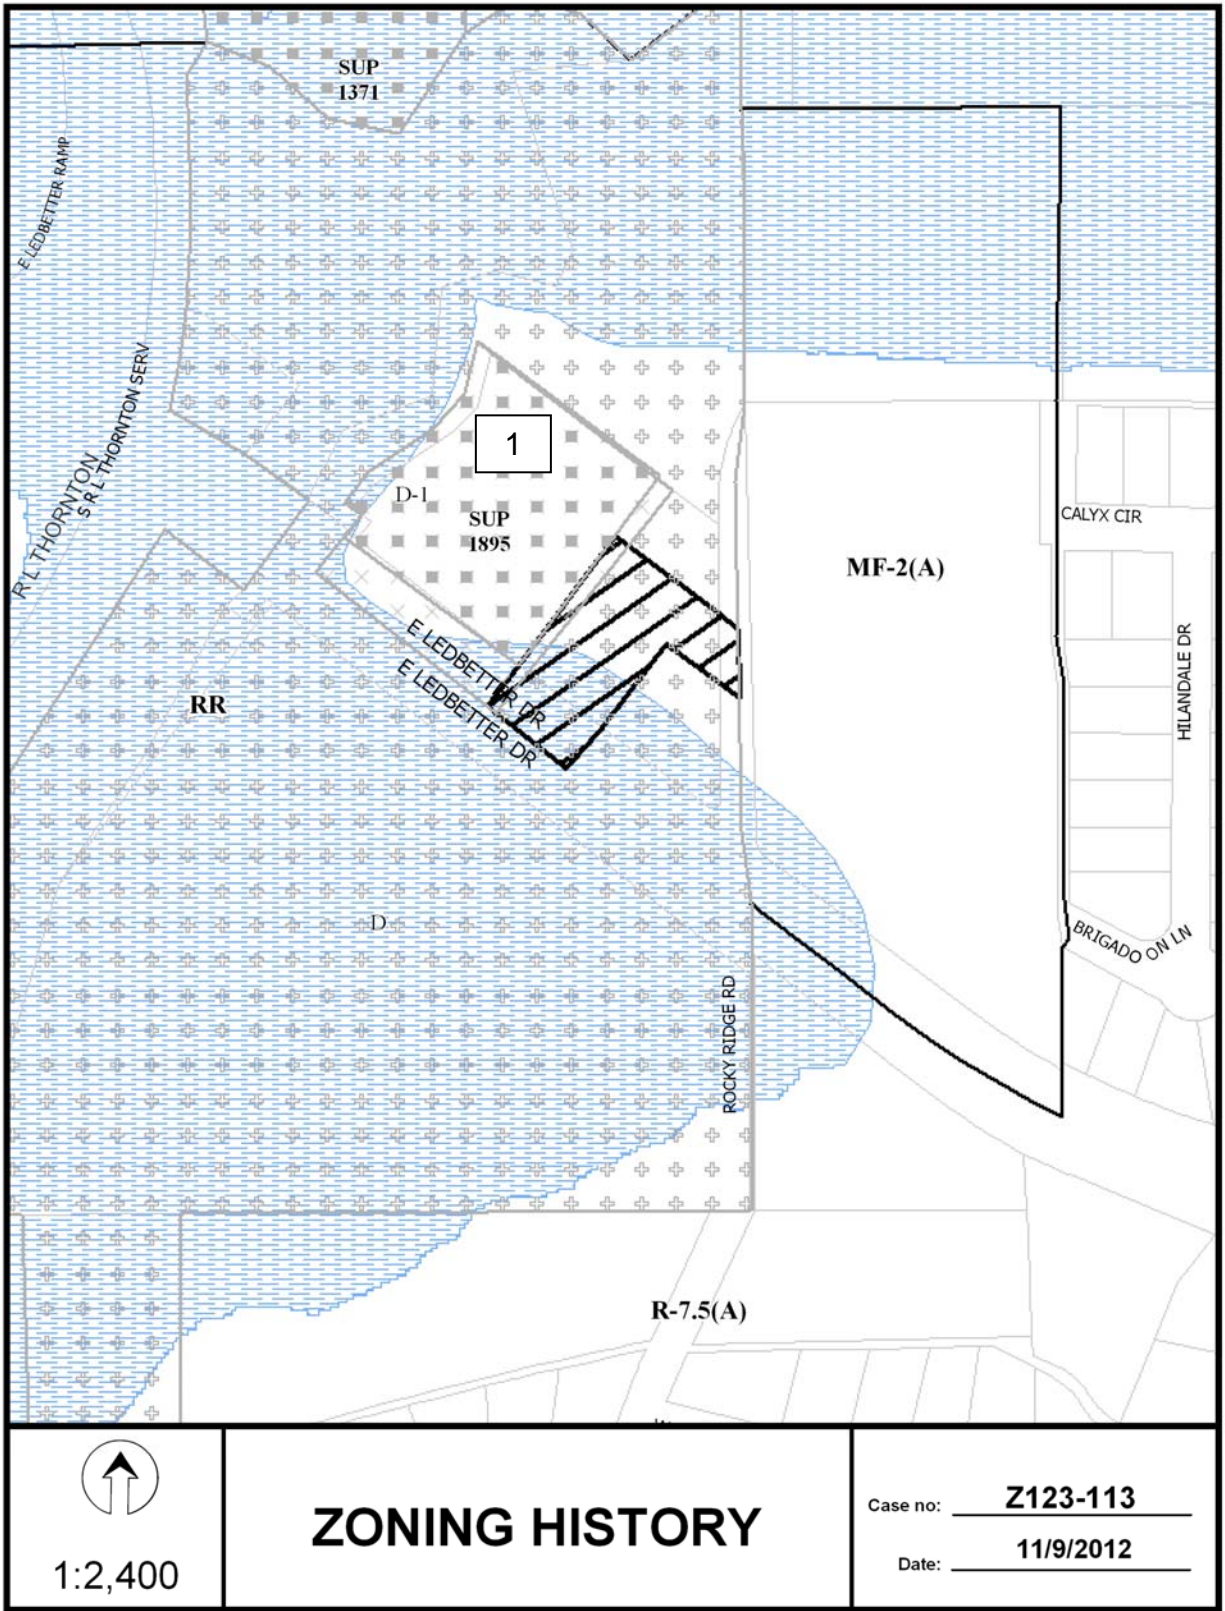 SUP
1371
E LEDBETTER RAMP
S R L THORNTON SERV
R L THORNTON
1
D-1
SUP
1895
CALYX CIR
MF-2(A)
HILANDALE DR
E LEDBETTER DR
E LEDBETTER DR
RR
D
BRIGADO ON LN
ROCKY RIDGE RD
R-7.5(A)
1:2,400
ZONING HISTORY
Case no: Z123-113
Date: 11/9/2012